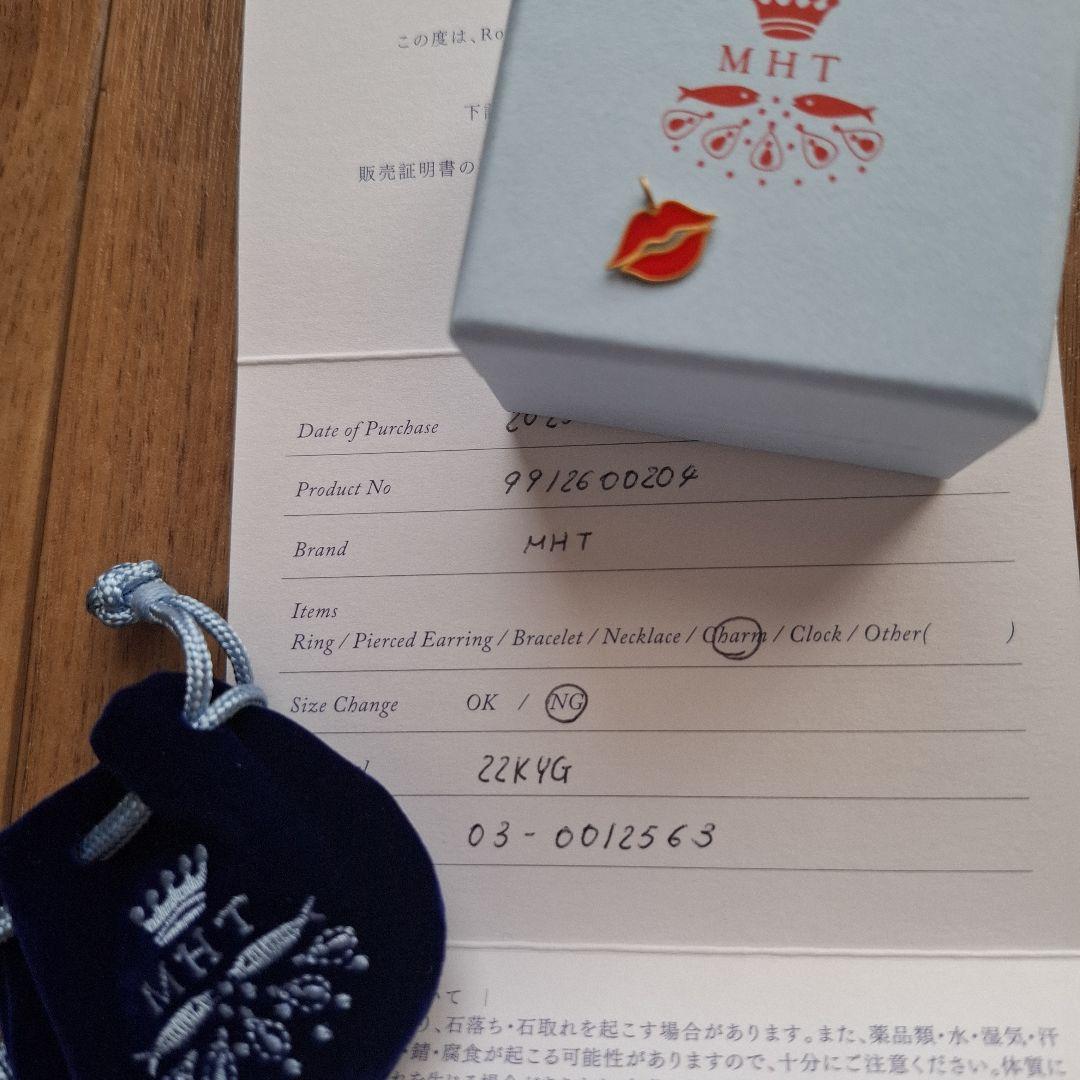 この度は、Ro
MHT
販売証明書の
Date of Purchase
Product No 9912600204
Brand MHT
Items
Ring / Pierced Earring / Bracelet / Necklace / Charm / Clock / Other( )
Size Change OK / NG
22KYG
03-0012563
MHT
いて |
、石落ち・石取れを起こす場合があります。また、薬品類・水・湿気・汗
錆・腐食が起こる可能性がありますので、十分にご注意ください。体質に